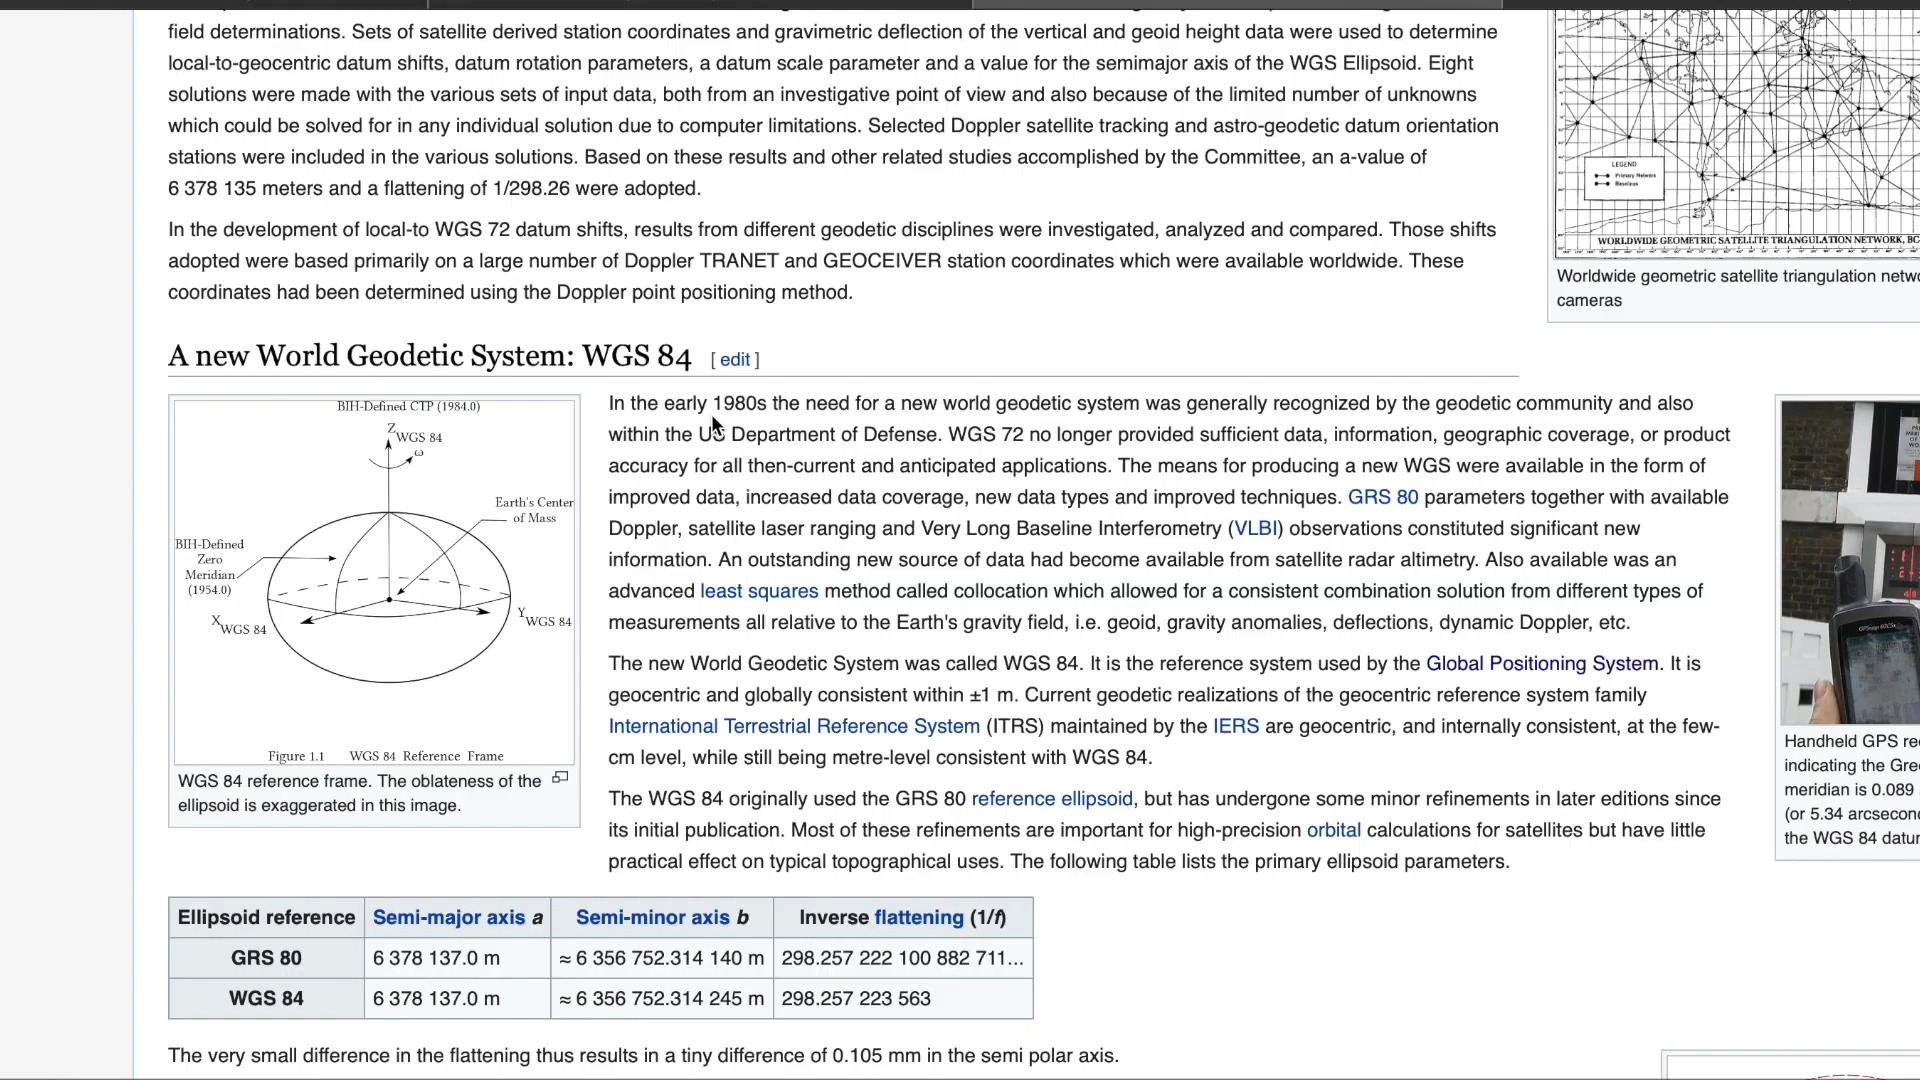 field determinations. Sets of satellite derived station coordinates and gravimetric deflection of the vertical and geoid height data were used to determine
local-to-geocentric datum shifts, datum rotation parameters, a datum scale parameter and a value for the semimajor axis of the WGS Ellipsoid. Eight
solutions were made with the various sets of input data, both from an investigative point of view and also because of the limited number of unknowns
which could be solved for in any individual solution due to computer limitations. Selected Doppler satellite tracking and astro-geodetic datum orientation
stations were included in the various solutions. Based on these results and other related studies accomplished by the Committee, an a-value of
6 378 135 meters and a flattening of 1/298.26 were adopted.
In the development of local-to WGS 72 datum shifts, results from different geodetic disciplines were investigated, analyzed and compared. Those shifts
adopted were based primarily on a large number of Doppler TRANET and GEOCEIVER station coordinates which were available worldwide. These
coordinates had been determined using the Doppler point positioning method.
LEGEND
Primary Network
Baselines
WORLDWIDE GEOMETRIC SATELLITE TRIANGULATION NETWORK, BC
Worldwide geometric satellite triangulation netwo
cameras
A new World Geodetic System: WGS 84 [ edit ]
BIH-Defined CTP (1984.0)
Z WGS 84
ω
Earth's Center
of Mass
BIH-Defined
Zero
Meridian
(1954.0)
X WGS 84
Y WGS 84
Figure 1.1 WGS 84 Reference Frame
WGS 84 reference frame. The oblateness of the
ellipsoid is exaggerated in this image.
In the early 1980s the need for a new world geodetic system was generally recognized by the geodetic community and also
within the US Department of Defense. WGS 72 no longer provided sufficient data, information, geographic coverage, or product
accuracy for all then-current and anticipated applications. The means for producing a new WGS were available in the form of
improved data, increased data coverage, new data types and improved techniques. GRS 80 parameters together with available
Doppler, satellite laser ranging and Very Long Baseline Interferometry (VLBI) observations constituted significant new
information. An outstanding new source of data had become available from satellite radar altimetry. Also available was an
advanced least squares method called collocation which allowed for a consistent combination solution from different types of
measurements all relative to the Earth's gravity field, i.e. geoid, gravity anomalies, deflections, dynamic Doppler, etc.
The new World Geodetic System was called WGS 84. It is the reference system used by the Global Positioning System. It is
geocentric and globally consistent within ±1 m. Current geodetic realizations of the geocentric reference system family
International Terrestrial Reference System (ITRS) maintained by the IERS are geocentric, and internally consistent, at the few-
cm level, while still being metre-level consistent with WGS 84.
The WGS 84 originally used the GRS 80 reference ellipsoid, but has undergone some minor refinements in later editions since
its initial publication. Most of these refinements are important for high-precision orbital calculations for satellites but have little
practical effect on typical topographical uses. The following table lists the primary ellipsoid parameters.
Handheld GPS re
indicating the Gre
meridian is 0.089
(or 5.34 arcsecon
the WGS 84 datu
Ellipsoid reference Semi-major axis a Semi-minor axis b Inverse flattening (1/f)
GRS 80 6 378 137.0 m ≈ 6 356 752.314 140 m 298.257 222 100 882 711...
WGS 84 6 378 137.0 m ≈ 6 356 752.314 245 m 298.257 223 563
The very small difference in the flattening thus results in a tiny difference of 0.105 mm in the semi polar axis.